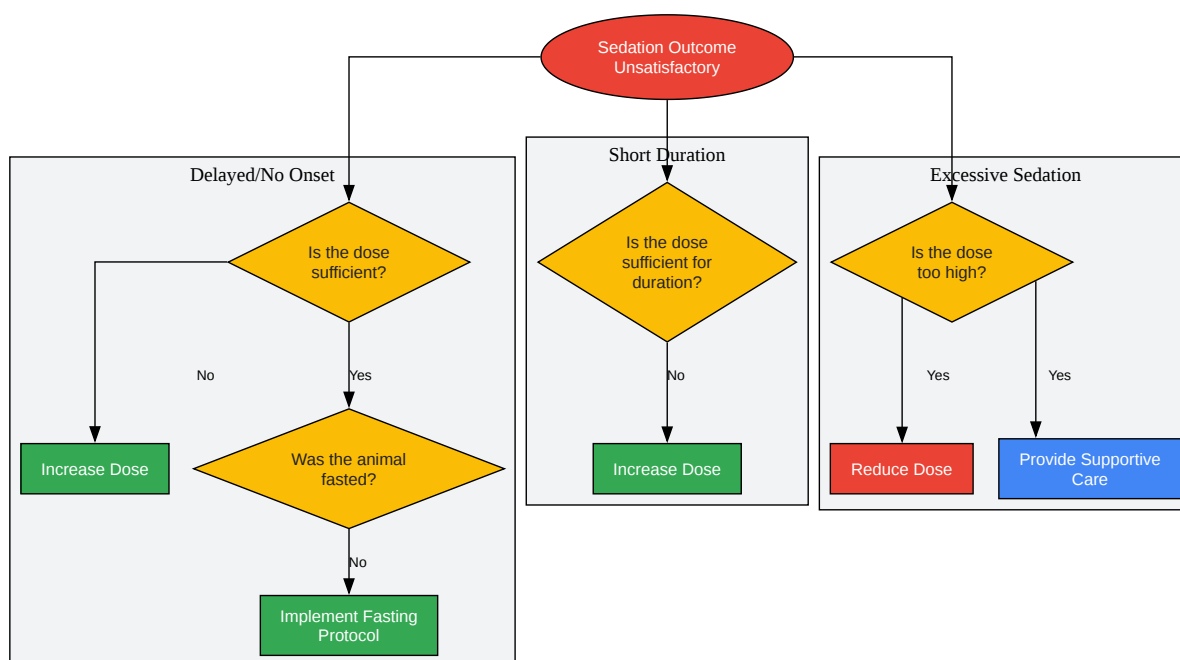 Sedation Outcome
Unsatisfactory
Delayed/No Onset
Is the dose
sufficient?
No
Yes
Increase Dose
Was the animal
fasted?
No
Implement Fasting
Protocol
Short Duration
Is the dose
sufficient for
duration?
No
Increase Dose
Excessive Sedation
Is the dose
too high?
Yes
Yes
Reduce Dose
Provide Supportive
Care